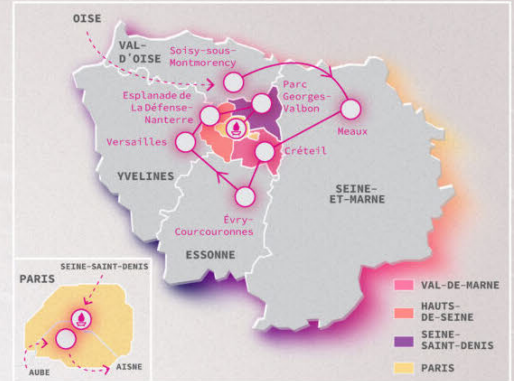 OISE
VAL-
D'OISE
Soisy-sous-
Montmorency
Parc
Georges-
Valbon
Esplanade de
La Défense-
Nanterre
Meaux
Versailles
Créteil
YVELINES
SEINE-
ET-MARNE
Évry-
Courcouronnes
ESSONNE
SEINE-SAINT-DENIS
PARIS
AUBE
AISNE
VAL-DE-MARNE
HAUTS-
DE-SEINE
SEINE-
SAINT-DENIS
PARIS